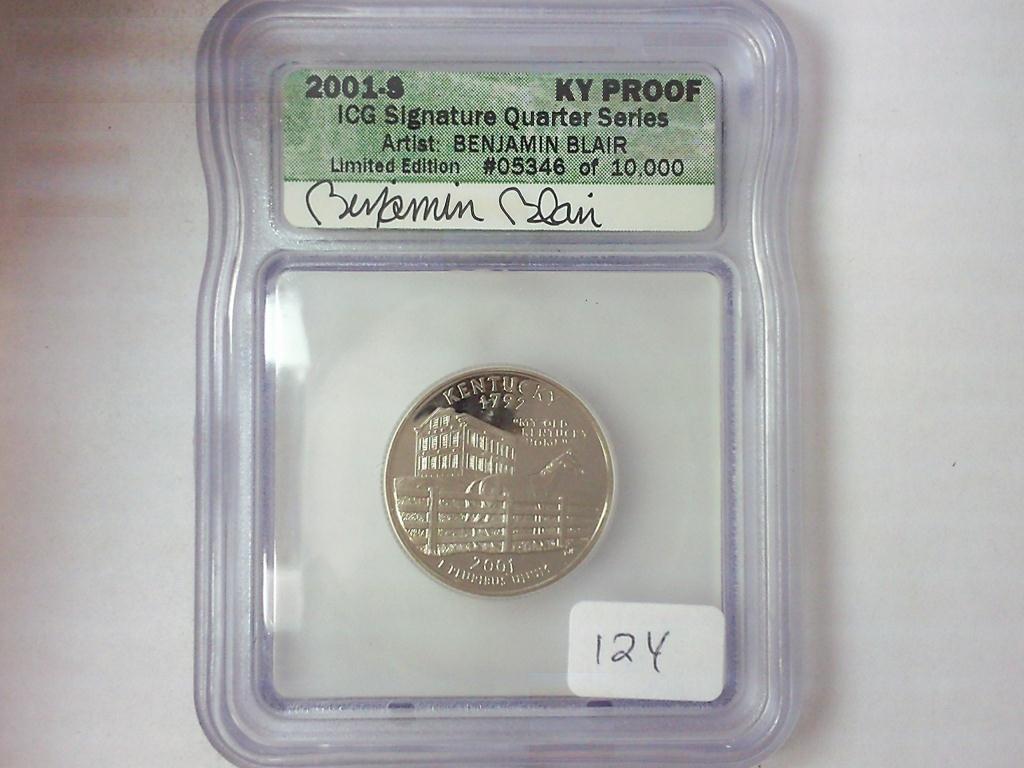 2001-S KY PROOF
ICG Signature Quarter Series
Artist: BENJAMIN BLAIR
Limited Edition #05346 of 10,000
Benjamin Blair
KENTUCKY
1792
"MY OLD
KENTUCKY
HOME"
2001
E PLURIBUS UNUM
124